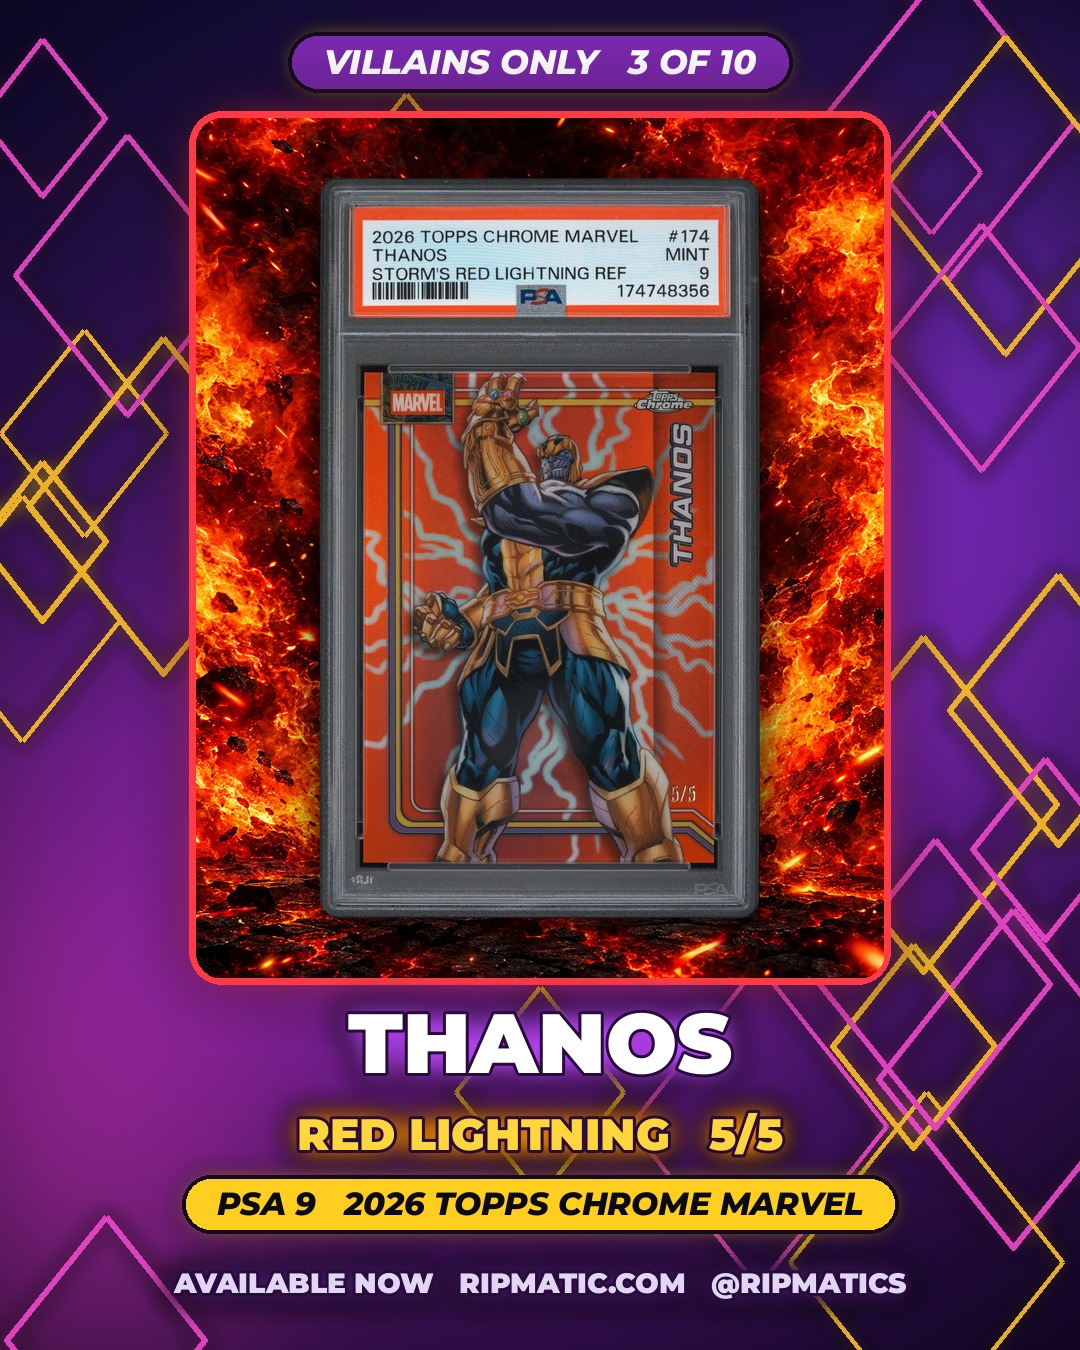 VILLAINS ONLY 3 OF 10
2026 TOPPS CHROME MARVEL #174
THANOS MINT
STORM'S RED LIGHTNING REF 9
PSA 174748356
MARVEL
Topps Chrome
THANOS
5/5
PSA
THANOS
RED LIGHTNING 5/5
PSA 9 2026 TOPPS CHROME MARVEL
AVAILABLE NOW RIPMATIC.COM @RIPMATICS